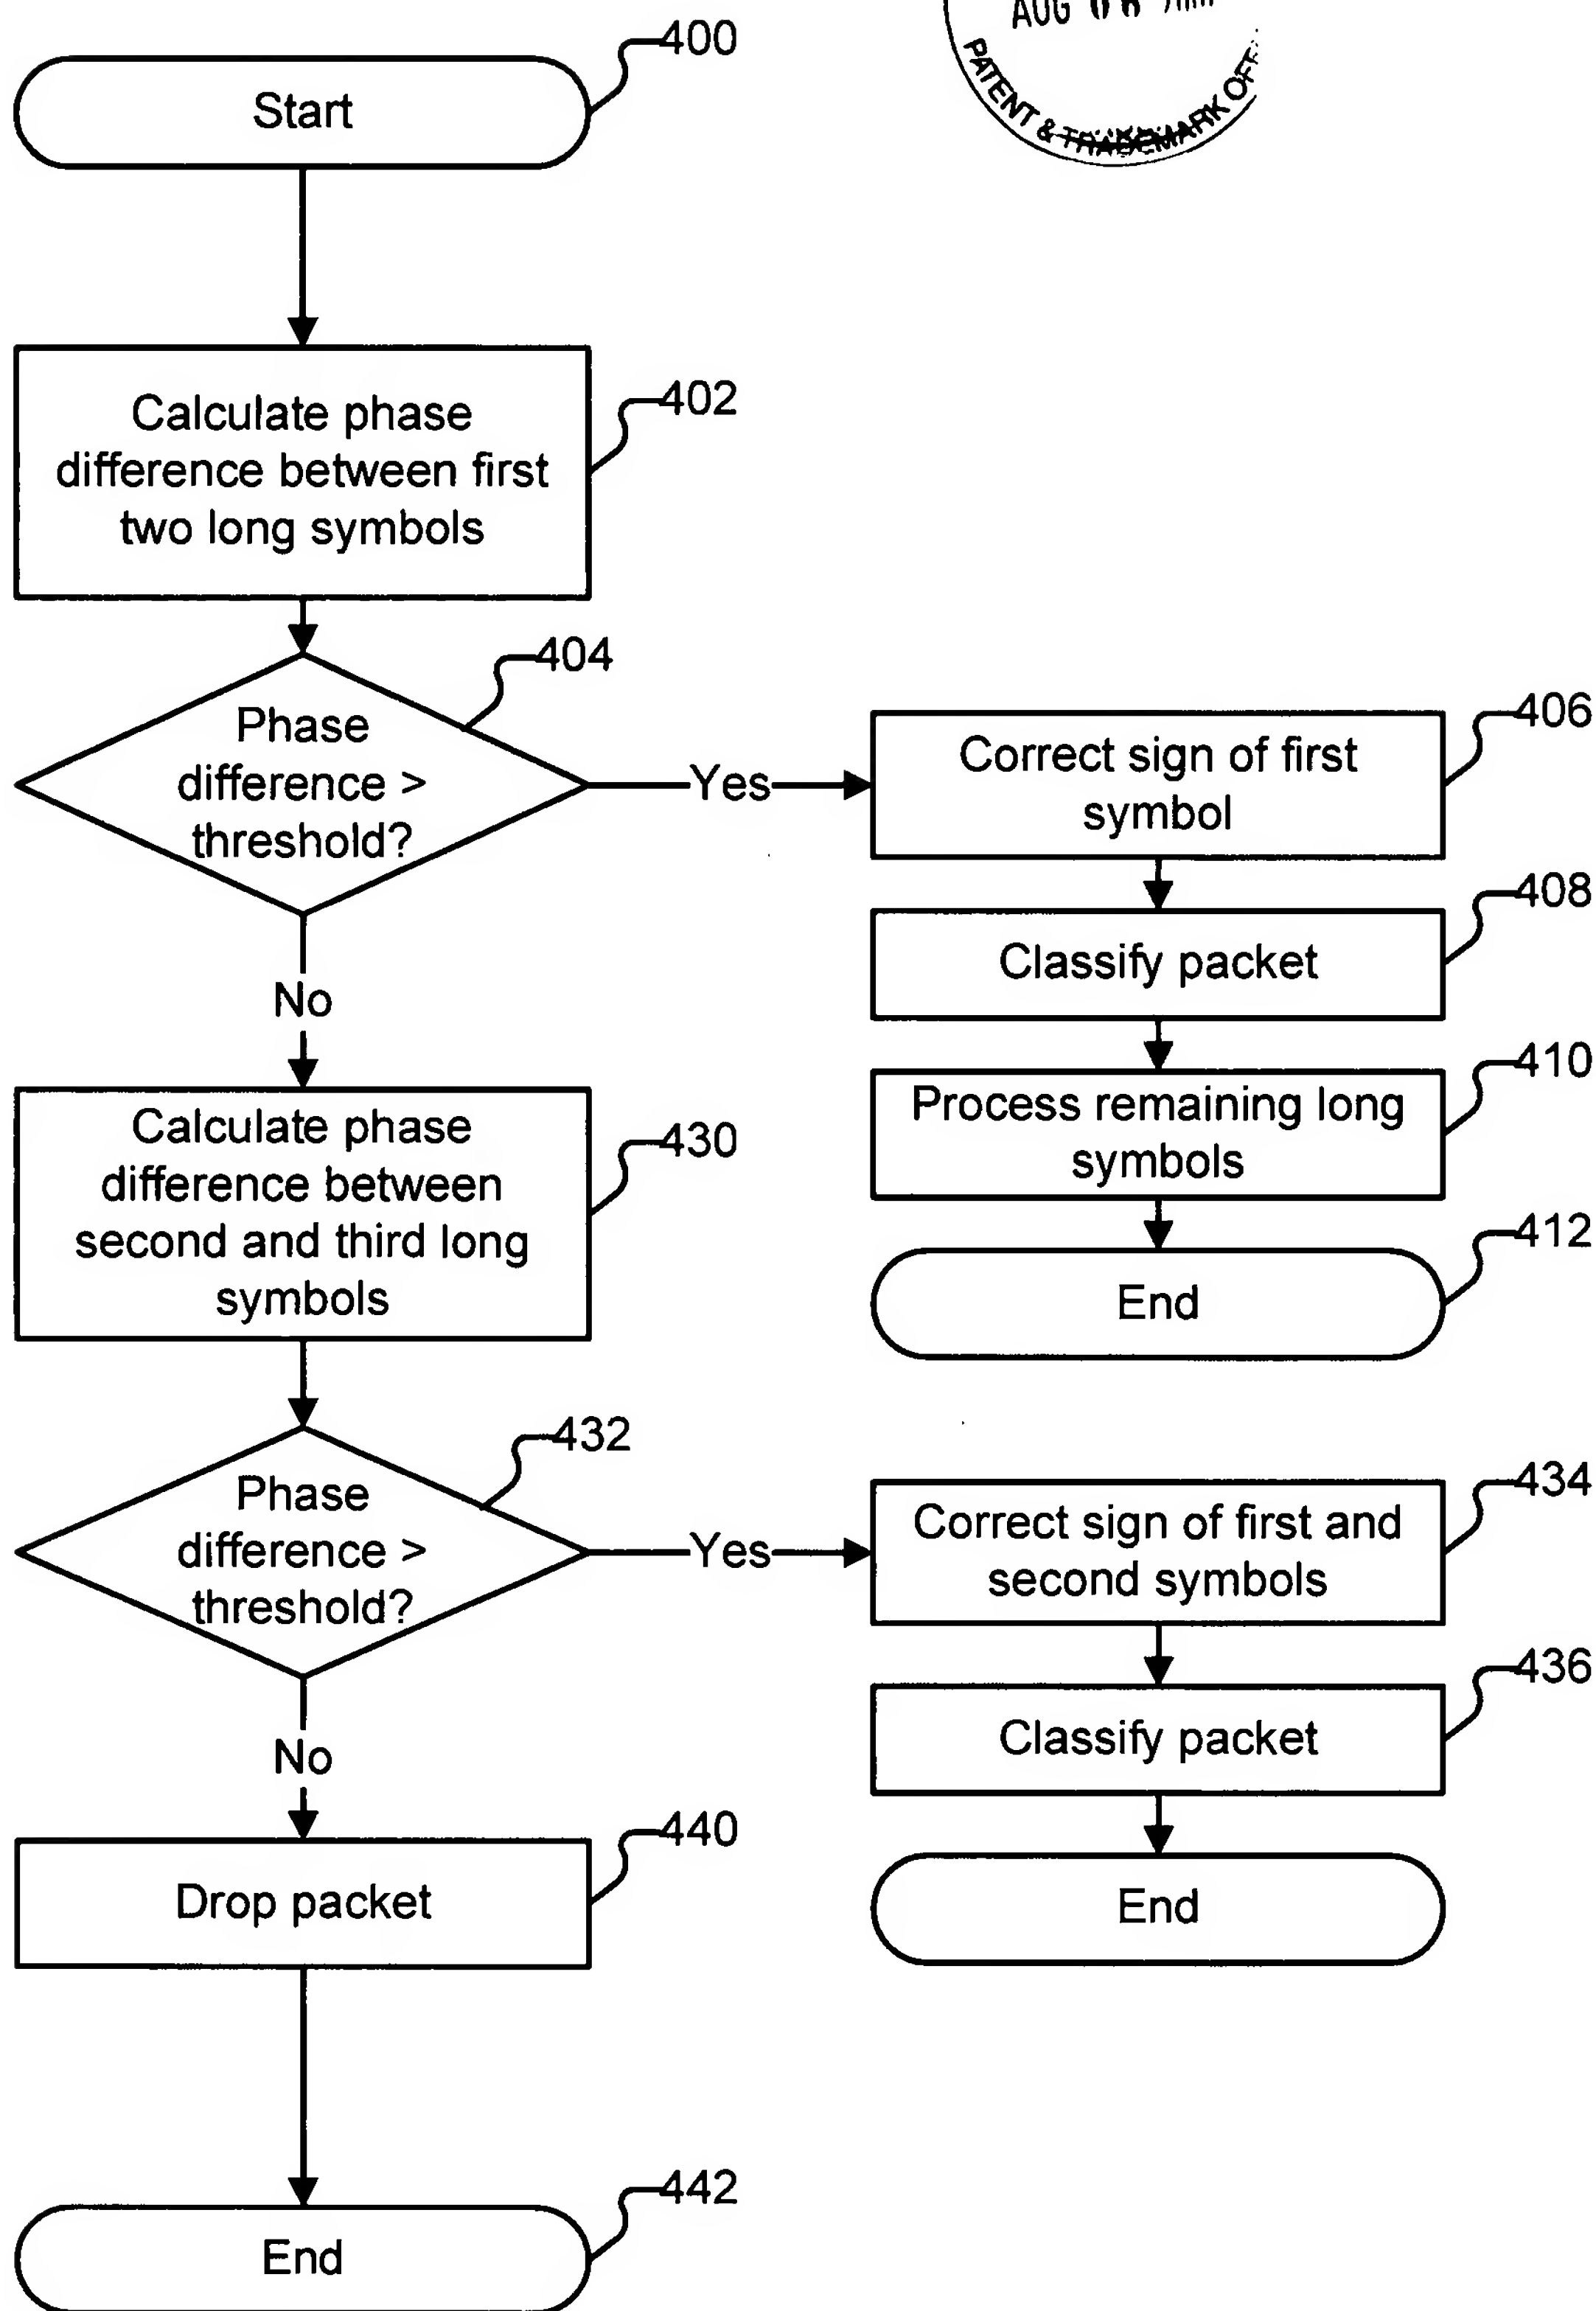 400
AUG
PATENT & TRADEMARK
Start
Calculate phase
difference between first
two long symbols
402
404
Phase
difference >
threshold?
Yes
Correct sign of first
symbol
406
Classify packet
408
No
Process remaining long
symbols
410
Calculate phase
difference between
second and third long
symbols
430
End
412
432
Phase
difference >
threshold?
Yes
Correct sign of first and
second symbols
434
Classify packet
436
No
Drop packet
440
End
End
442